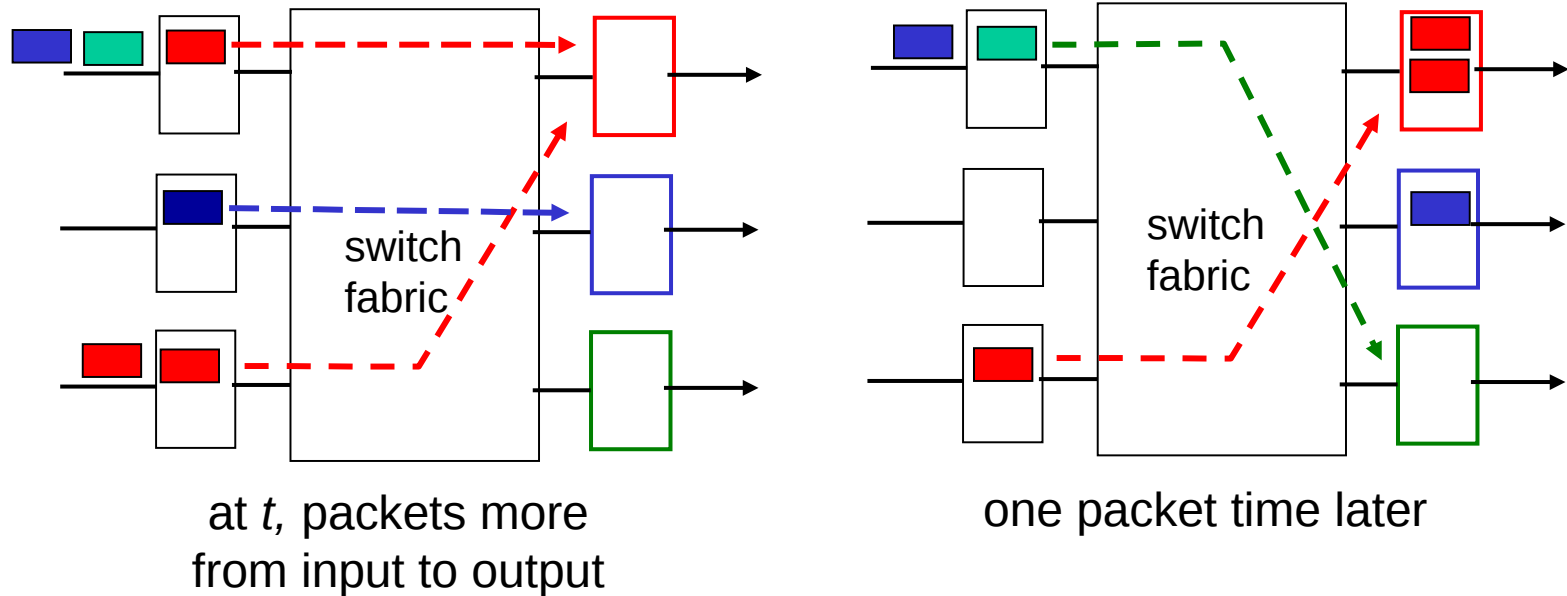 switch
fabric
at t, packets more
from input to output
switch
fabric
one packet time later